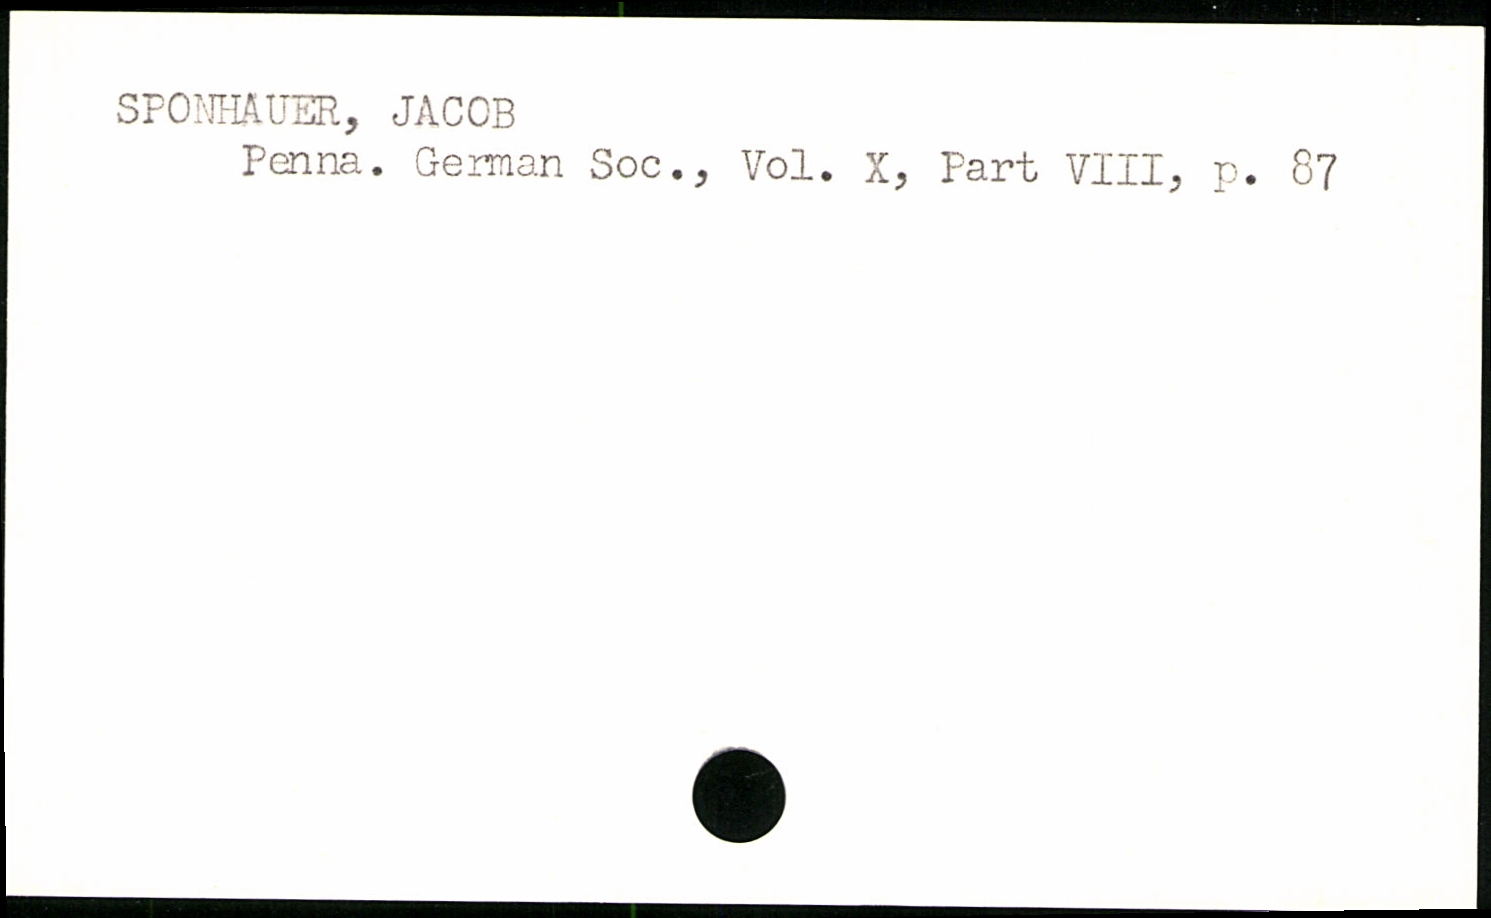 SPONHAUER, JACOB
Penna. German Soc., Vol. X, Part VIII, p. 87